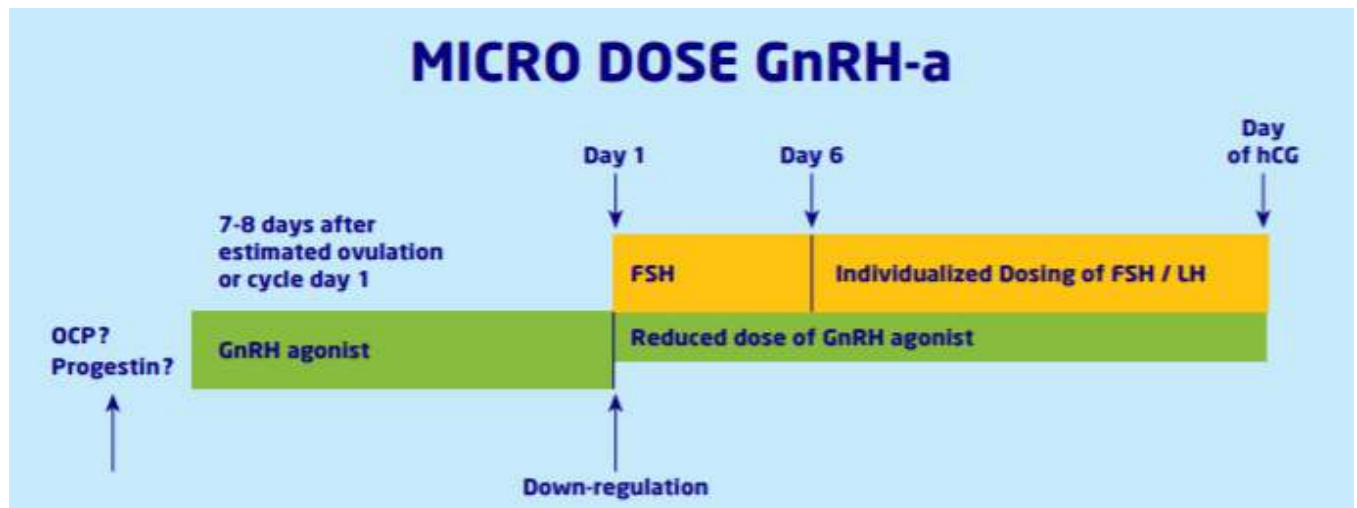 MICRO DOSE GnRH-a
Day 1
Day 6
Day
of hCG
7-8 days after
estimated ovulation
or cycle day 1
FSH
Individualized Dosing of FSH / LH
OCP?
Progestin?
GnRH agonist
Reduced dose of GnRH agonist
Down-regulation